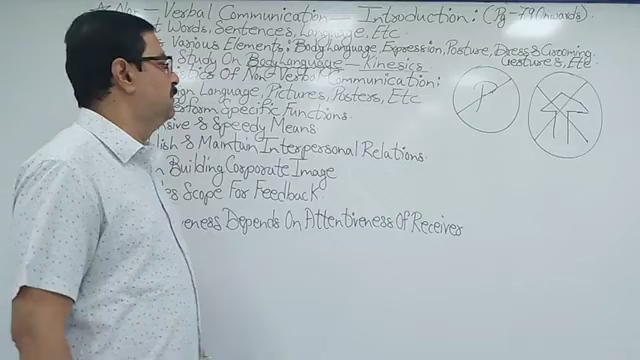 Non – Verbal Communication – Introduction: (Pg – 79 Onwards).
Words, Sentences, Language, Etc
Various Elements: Body Language, Expression, Posture, Dress & Grooming
Gestures, Etc
Study On Body Language – Kinesics
Of Non-Verbal Communication:
Language, Pictures, Posters, Etc
Perform Specific Functions.
& Speedy Means
& Maintain Interpersonal Relations.
Building Corporate Image
Scope For Feedback.
Depends On Attentiveness Of Receiver
P